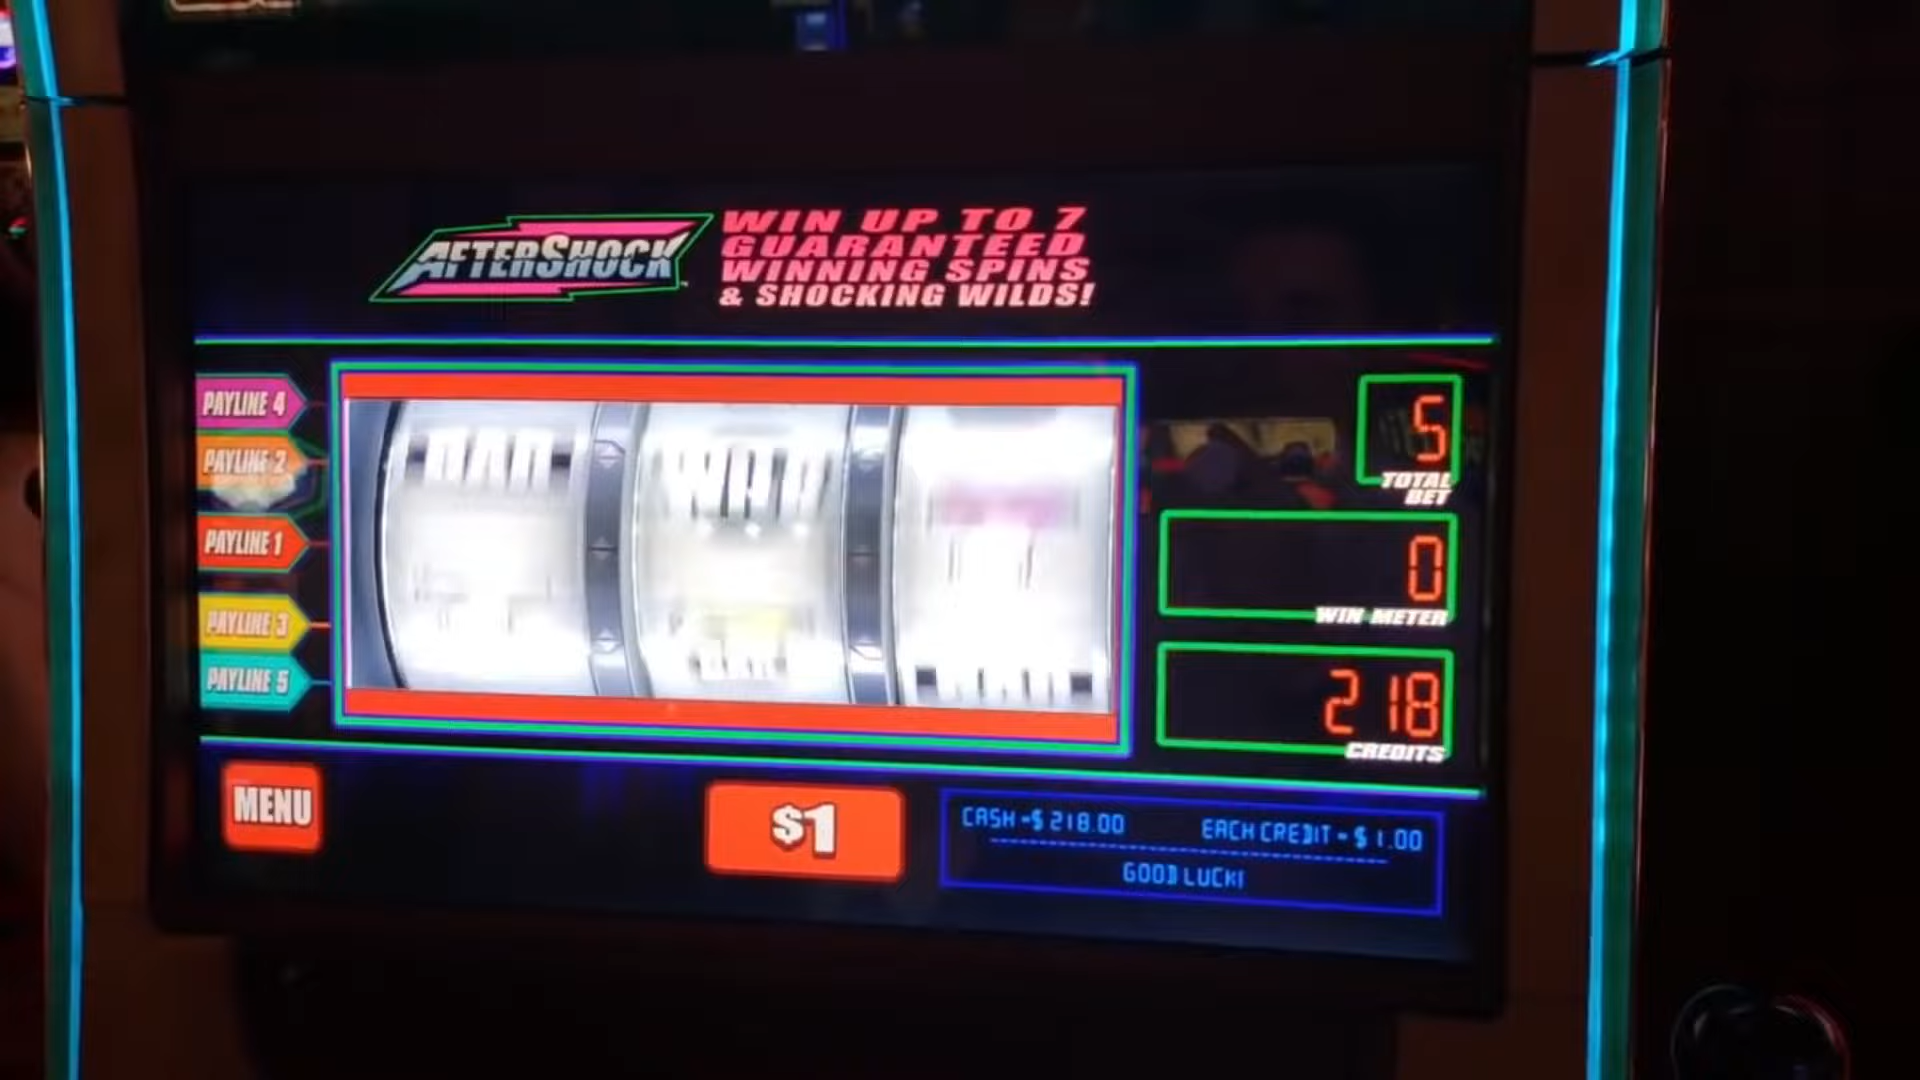 AFTERSHOCK
WIN UP TO 7
GUARANTEED
WINNING SPINS
& SHOCKING WILDS!
PAYLINE 4
PAYLINE 2
PAYLINE 1
PAYLINE 3
PAYLINE 5
5
TOTAL
BET
0
WIN METER
218
CREDITS
MENU
$1
CASH = $ 218.00
EACH CREDIT = $ 1.00
GOOD LUCK!